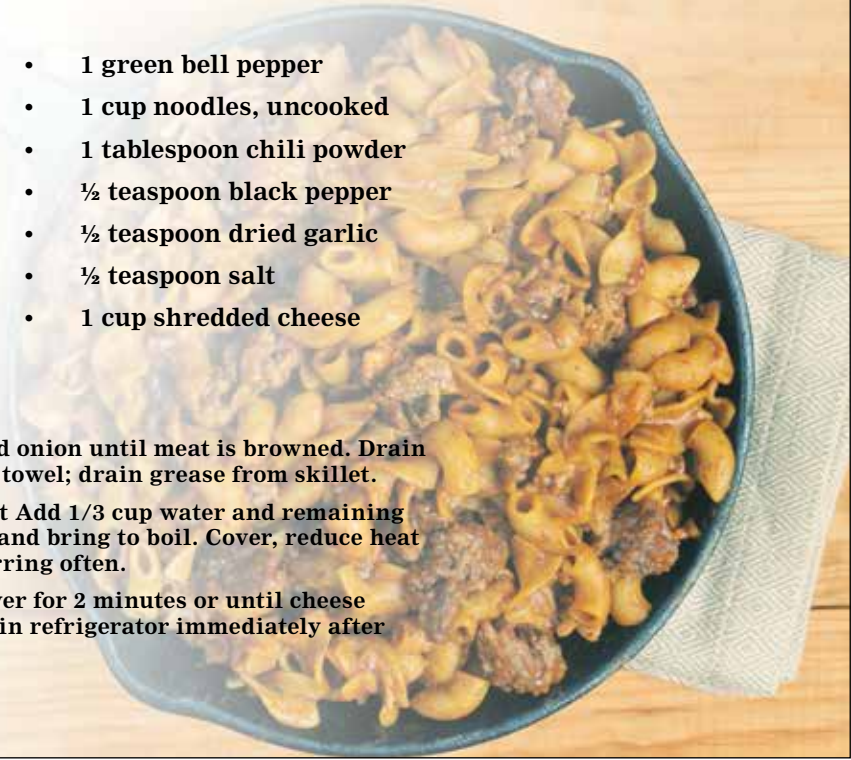 • 1 green bell pepper
• 1 cup noodles, uncooked
• 1 tablespoon chili powder
• ½ teaspoon black pepper
• ½ teaspoon dried garlic
• ½ teaspoon salt
• 1 cup shredded cheese
onion until meat is browned. Drain
towel; drain grease from skillet.
Add 1/3 cup water and remaining
and bring to boil. Cover, reduce heat
often.
for 2 minutes or until cheese
in refrigerator immediately after